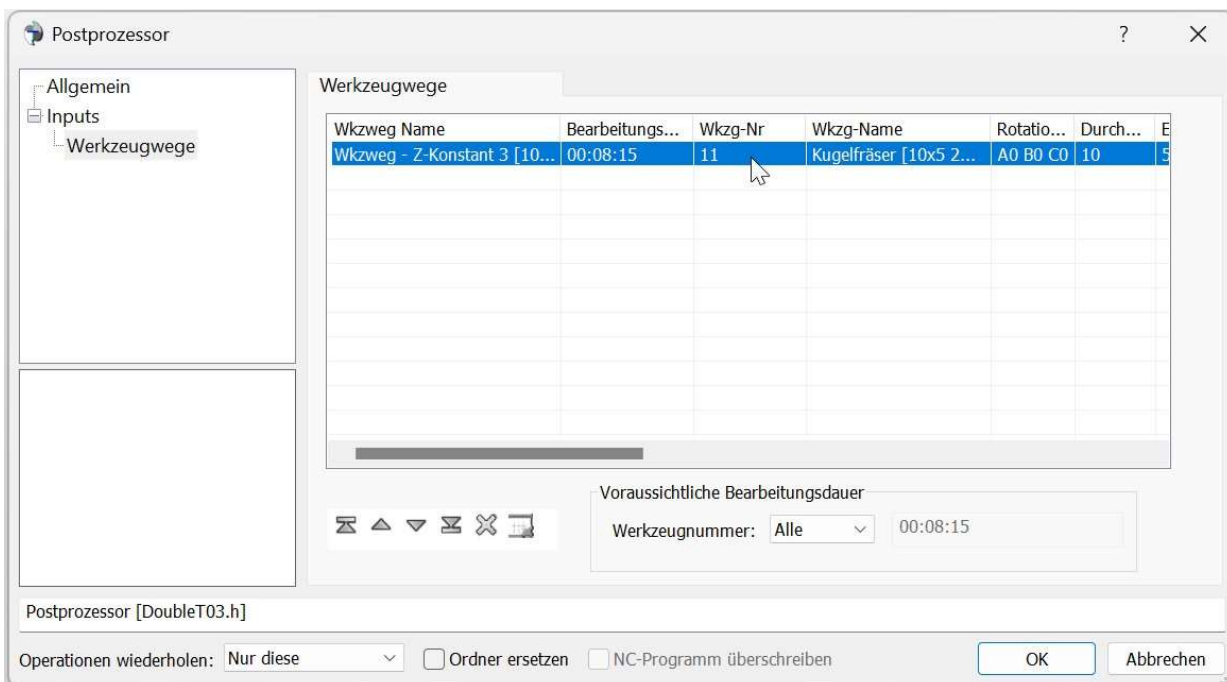 Postprozessor ?
Allgemein
Inputs
Werkzeugwege
Werkzeugwege
Wkzweg Name Bearbeitungs... Wkzg-Nr Wkzg-Name Rotatio... Durch... E
Wkzweg - Z-Konstant 3 [10... 00:08:15 11 Kugelfräser [10x5 2... A0 B0 C0 10 5
Voraussichtliche Bearbeitungsdauer
Werkzeugnummer: Alle 00:08:15
Postprozessor [DoubleT03.h]
Operationen wiederholen: Nur diese Ordner ersetzen NC-Programm überschreiben OK Abbrechen